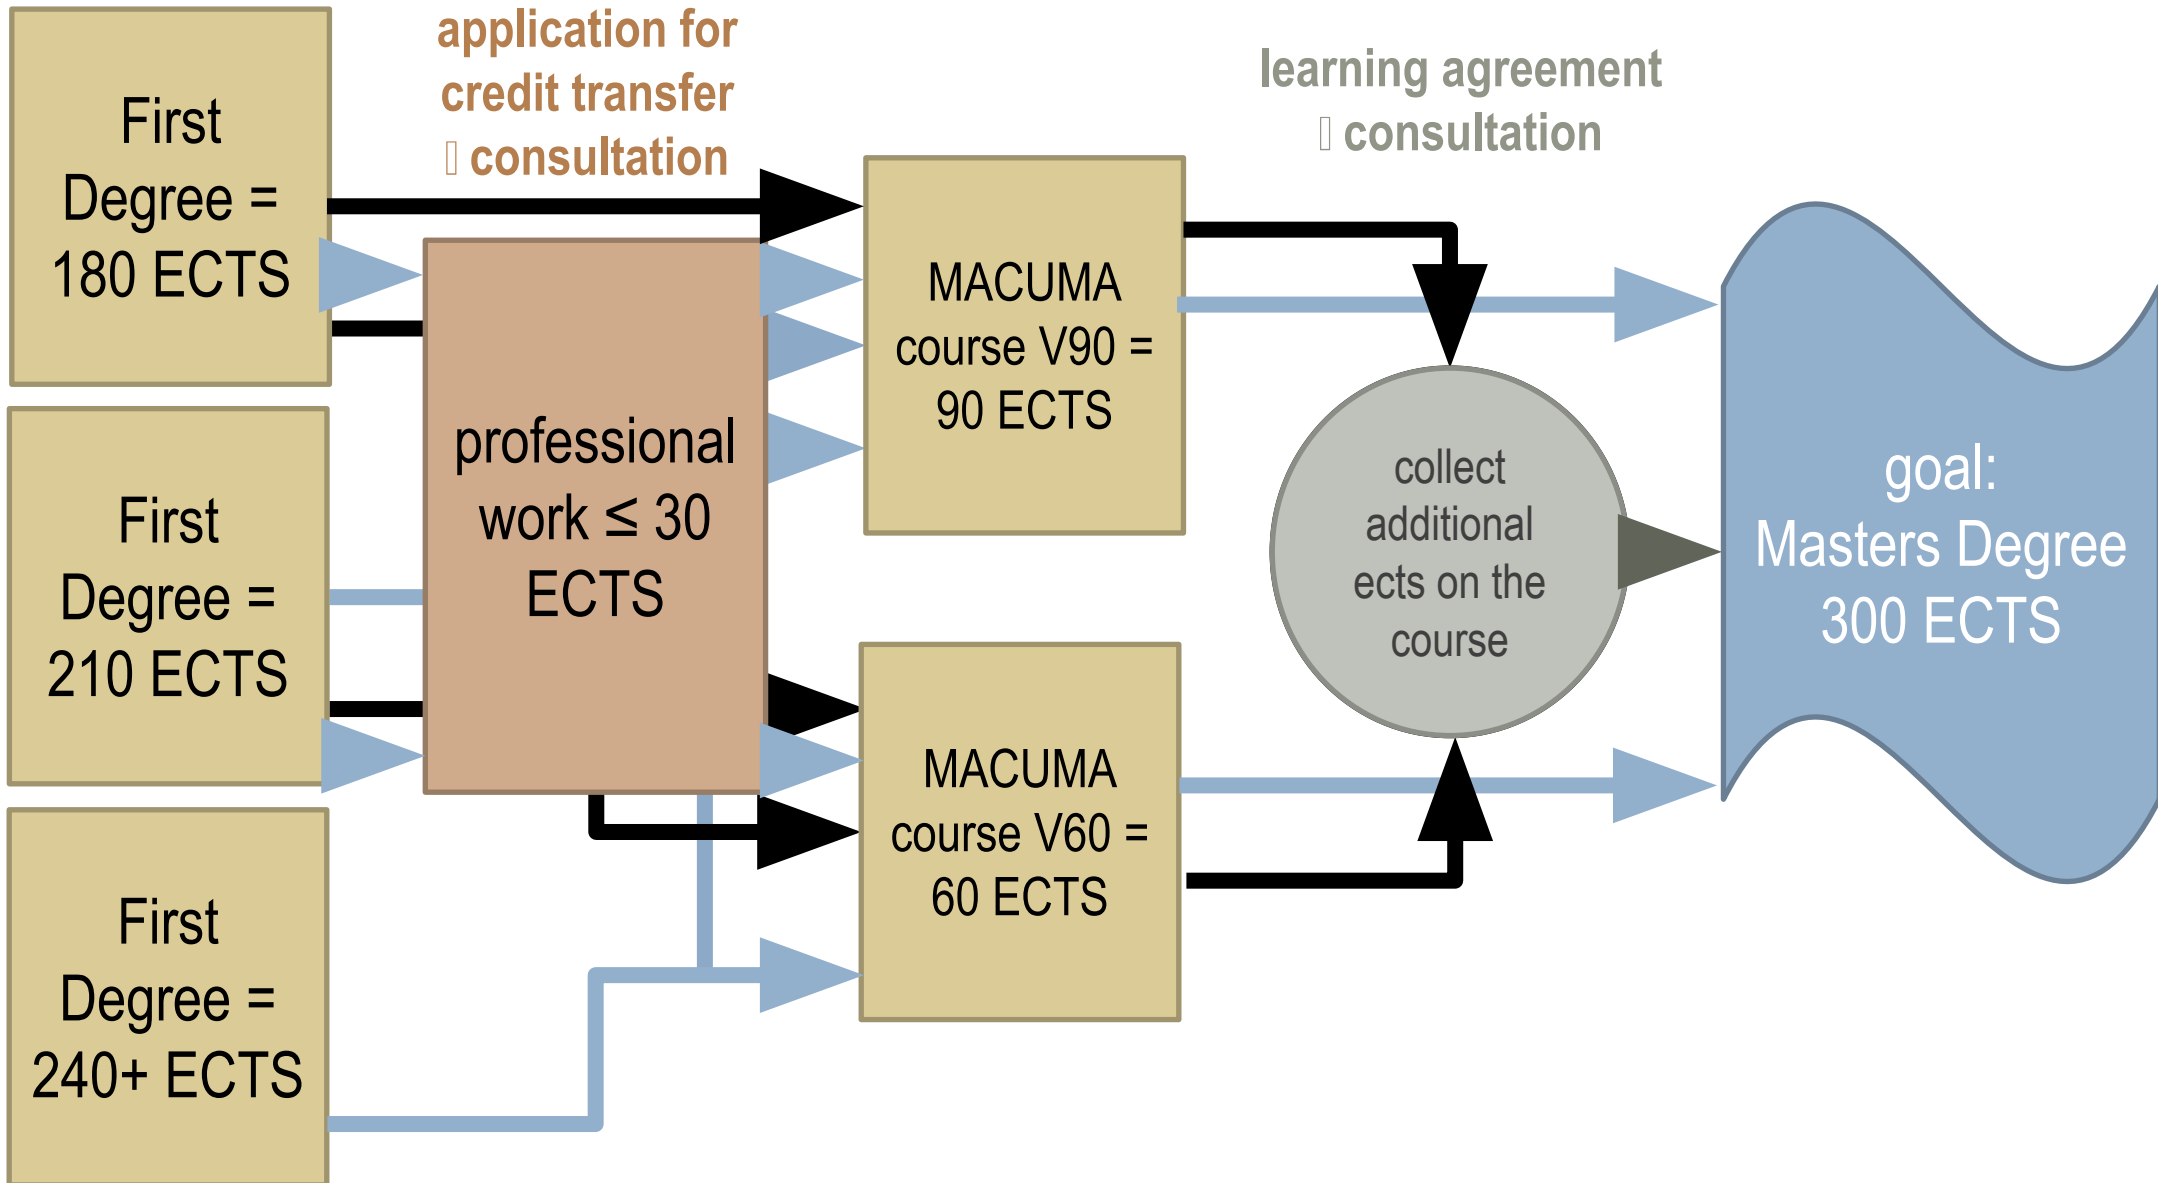 application for
credit transfer
▯ consultation
learning agreement
▯ consultation
First
Degree =
180 ECTS
First
Degree =
210 ECTS
First
Degree =
240+ ECTS
professional
work ≤ 30
ECTS
MACUMA
course V90 =
90 ECTS
MACUMA
course V60 =
60 ECTS
collect
additional
ects on the
course
goal:
Masters Degree
300 ECTS